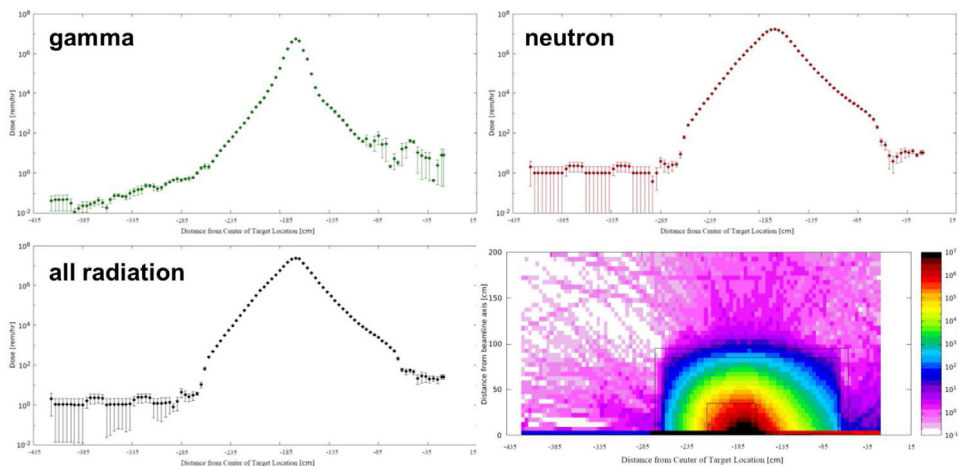 gamma
10^8
10^6
10^4
10^2
10^0
10^-2
Dose [rem/hr]
-435 -385 -335 -285 -235 -185 -135 -85 -35 15
Distance from Center of Target Location [cm]
neutron
10^8
10^6
10^4
10^2
10^0
10^-2
Dose [rem/hr]
-435 -385 -335 -285 -235 -185 -135 -85 -35 15
Distance from Center of Target Location [cm]
all radiation
10^8
10^6
10^4
10^2
10^0
10^-2
Dose [rem/hr]
-435 -385 -335 -285 -235 -185 -135 -85 -35 15
Distance from Center of Target Location [cm]
200
150
100
50
0
Distance from beamline axis [cm]
-435 -385 -335 -285 -235 -185 -135 -85 -35 15
Distance from Center of Target Location [cm]
10^7
10^6
10^5
10^4
10^3
10^2
10^1
10^0